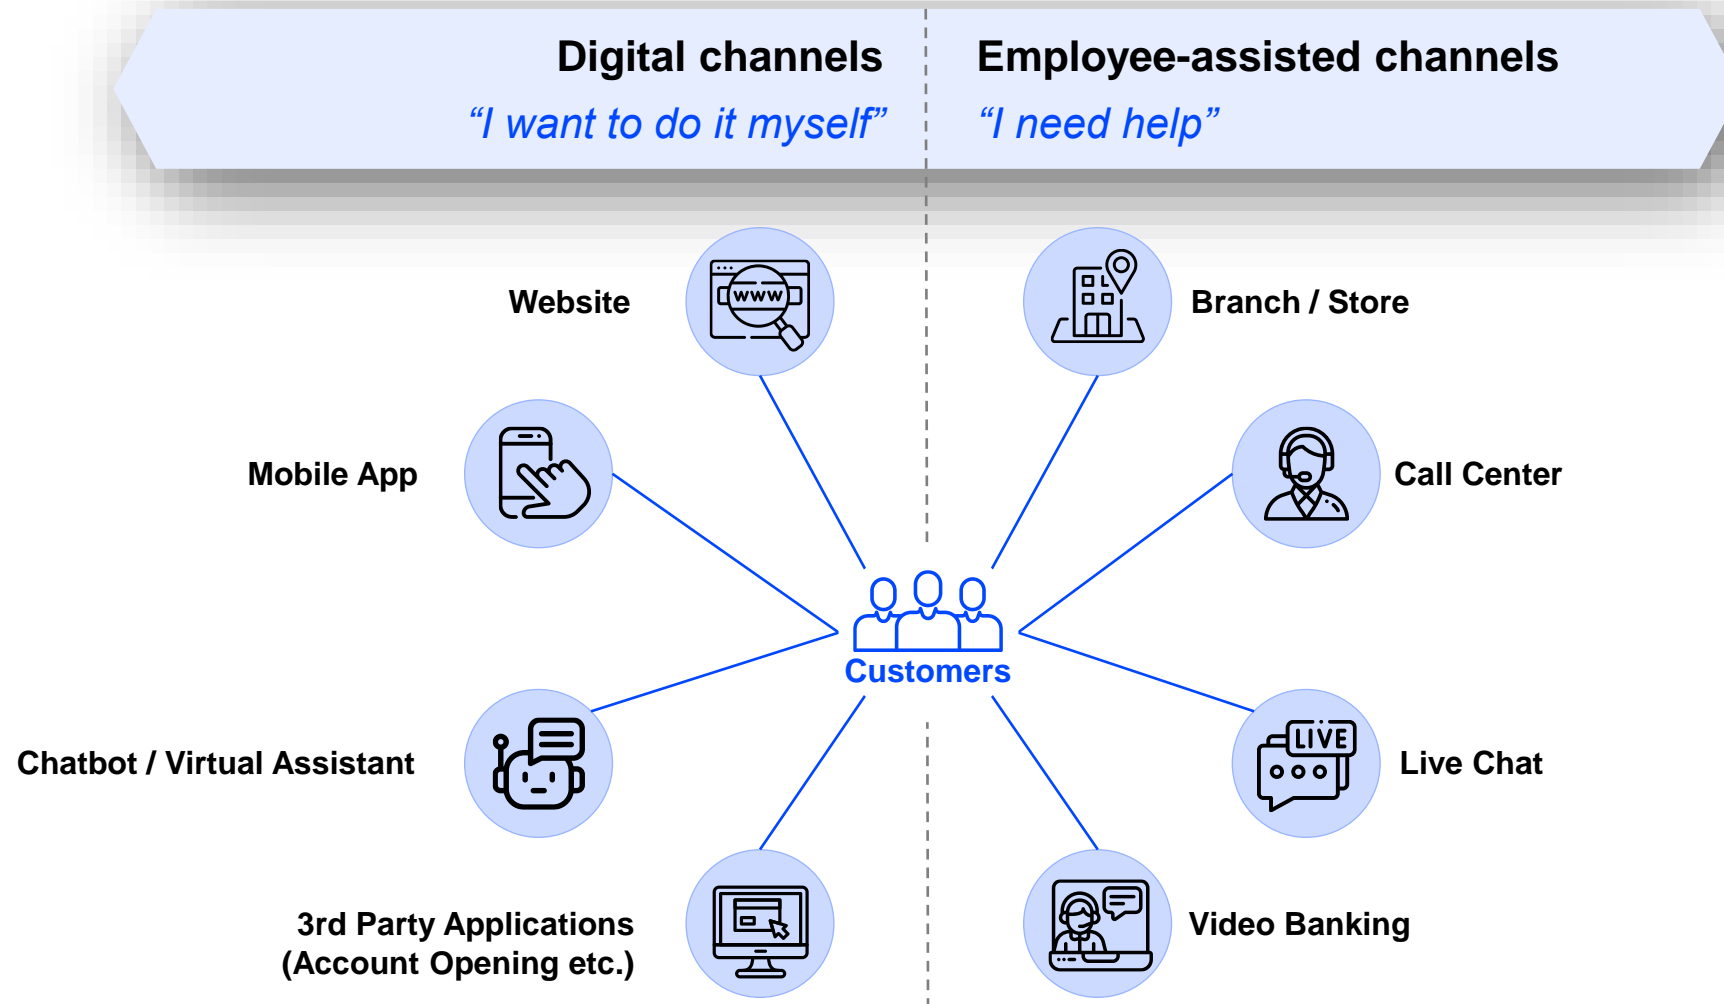 Digital channels
"I want to do it myself"
Employee-assisted channels
"I need help"
Website
WWW
Branch / Store
Mobile App
Call Center
Customers
Chatbot / Virtual Assistant
LIVE
Live Chat
3rd Party Applications
(Account Opening etc.)
Video Banking